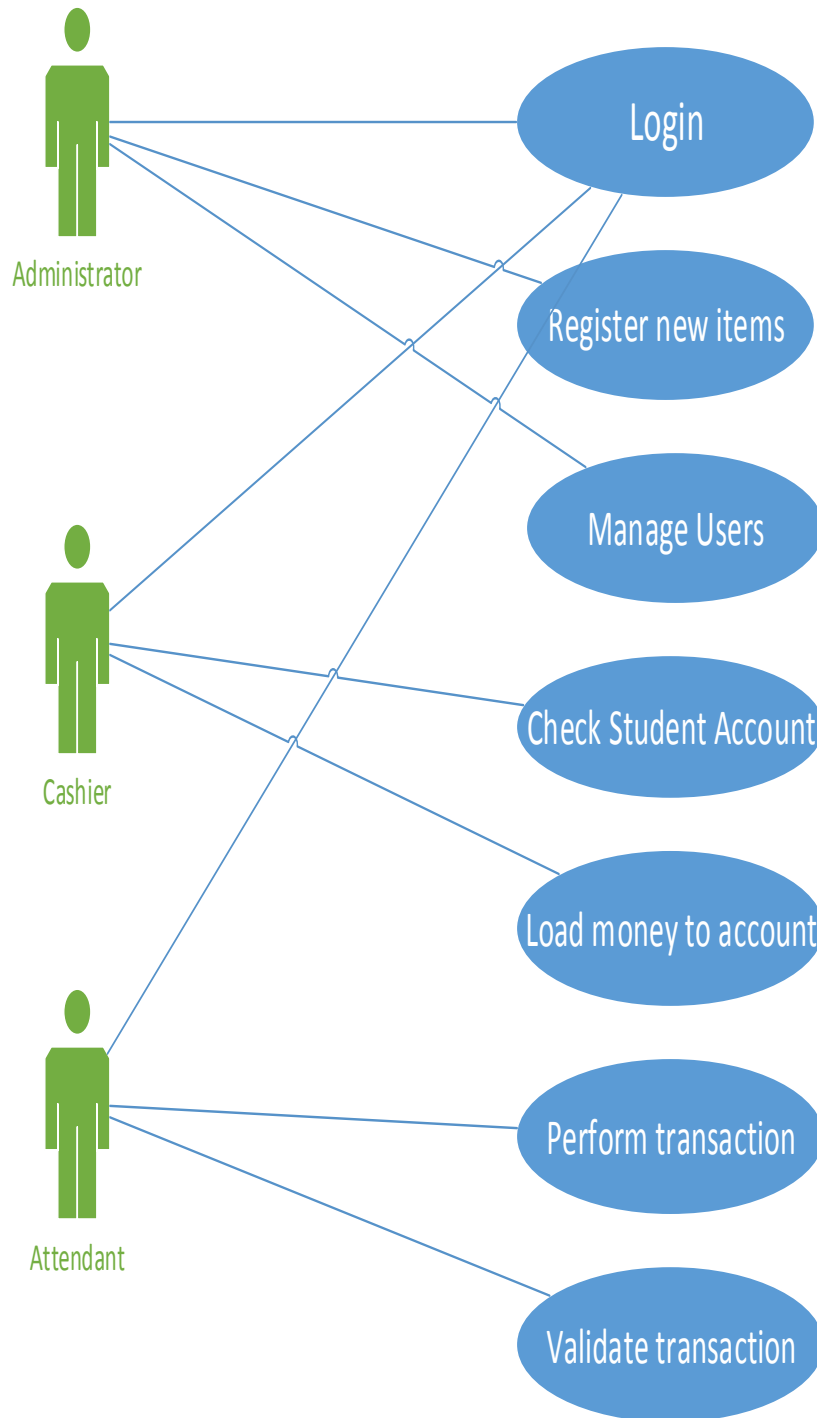 Login
Administrator
Register new items
Manage Users
Check Student Account
Cashier
Load money to account
Perform transaction
Attendant
Validate transaction